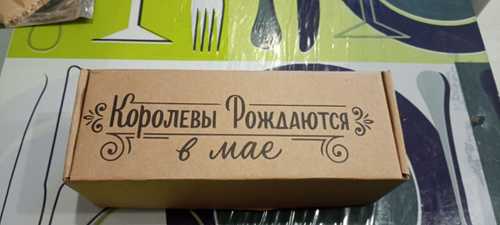 Королевы Рождаются
в мае